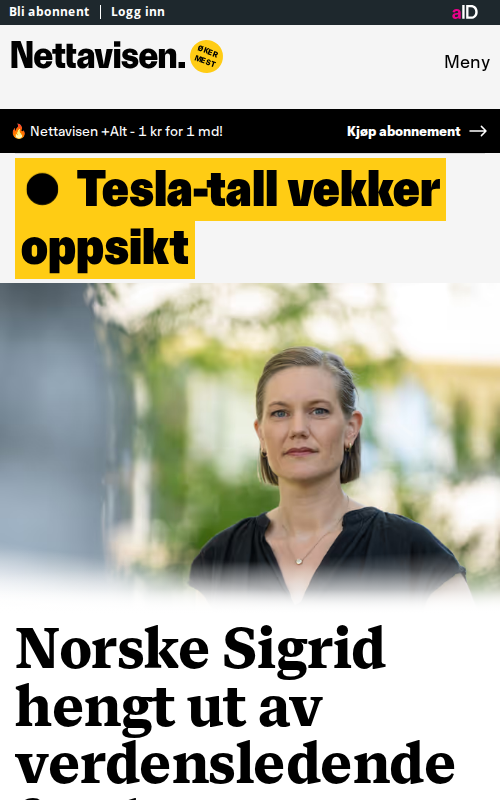 Bli abonnent | Logg inn
aID
Nettavisen.
ØKER
MEST
Meny
🔥 Nettavisen +Alt - 1 kr for 1 md!
Kjøp abonnement →
● Tesla-tall vekker
oppsikt
Norske Sigrid
hengt ut av
verdensledende